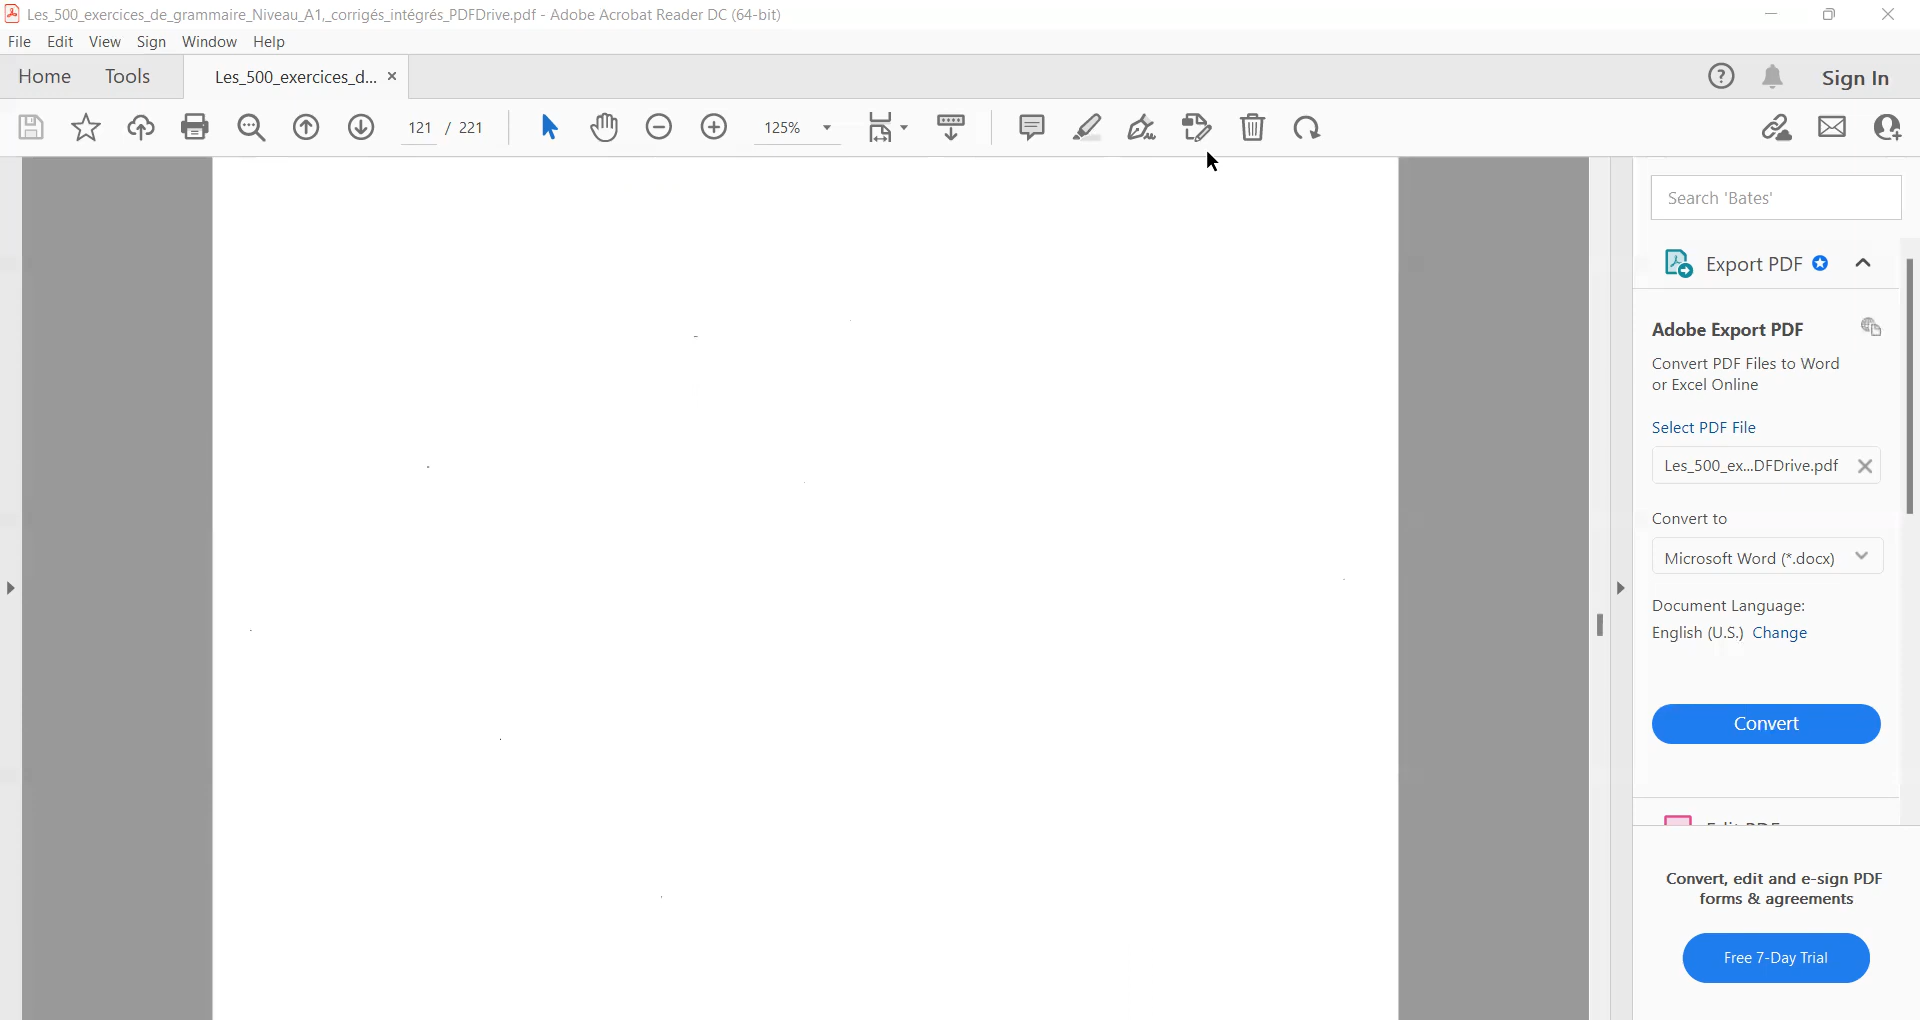 Les_500_exercices_de_grammaire_Niveau_A1,_corrigés_intégrés_PDFDrive.pdf - Adobe Acrobat Reader DC (64-bit)
File Edit View Sign Window Help
Home Tools Les_500_exercices_d... × Sign In
121 / 221 125%
Search 'Bates'
Export PDF
Adobe Export PDF
Convert PDF Files to Word
or Excel Online
Select PDF File
Les_500_ex...DFDrive.pdf
Convert to
Microsoft Word (*.docx)
Document Language:
English (U.S.) Change
Convert
Convert, edit and e-sign PDF
forms & agreements
Free 7-Day Trial